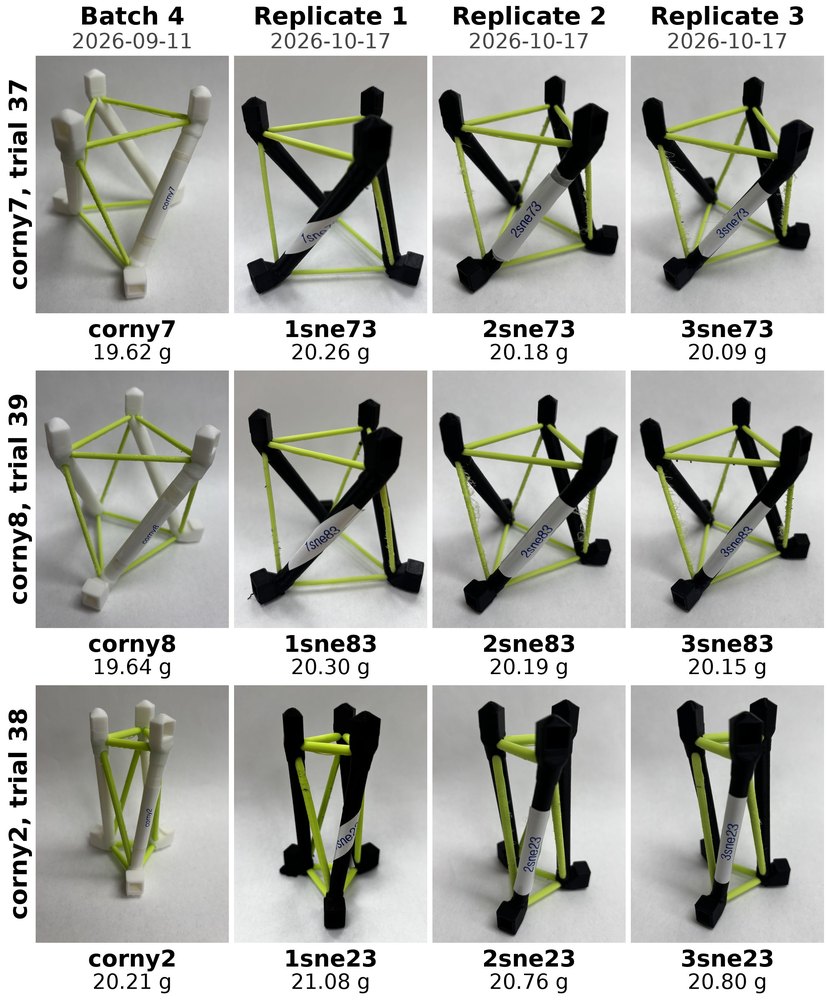 Batch 4 Replicate 1 Replicate 2 Replicate 3
2026-09-11 2026-10-17 2026-10-17 2026-10-17
corny7, trial 37
corny7 2sne73 3sne73
corny7 1sne73 2sne73 3sne73
19.62 g 20.26 g 20.18 g 20.09 g
corny8, trial 39
corny8 1sne83 2sne83 3sne83
corny8 1sne83 2sne83 3sne83
19.64 g 20.30 g 20.19 g 20.15 g
corny2, trial 38
corny2 2sne23 3sne23
corny2 1sne23 2sne23 3sne23
20.21 g 21.08 g 20.76 g 20.80 g